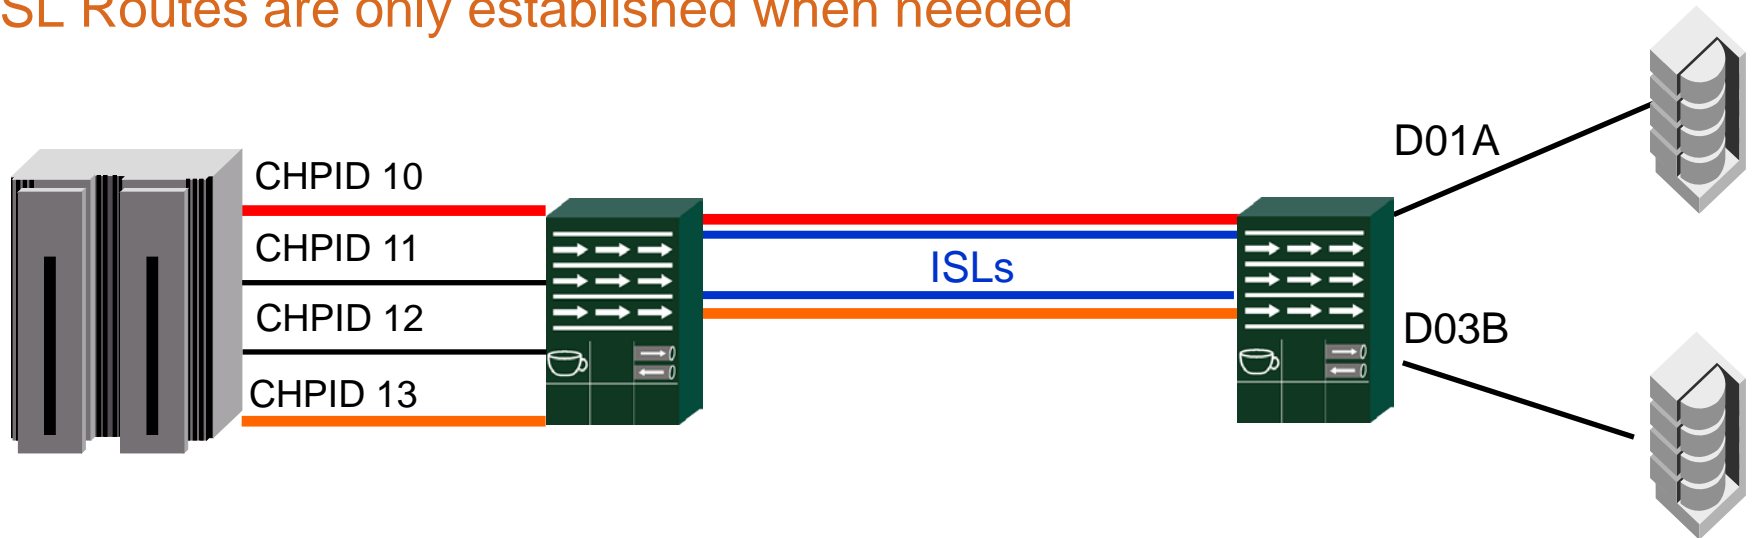 SL Routes are only established when needed
CHPID 10
CHPID 11
CHPID 12
CHPID 13
ISLs
D01A
D03B